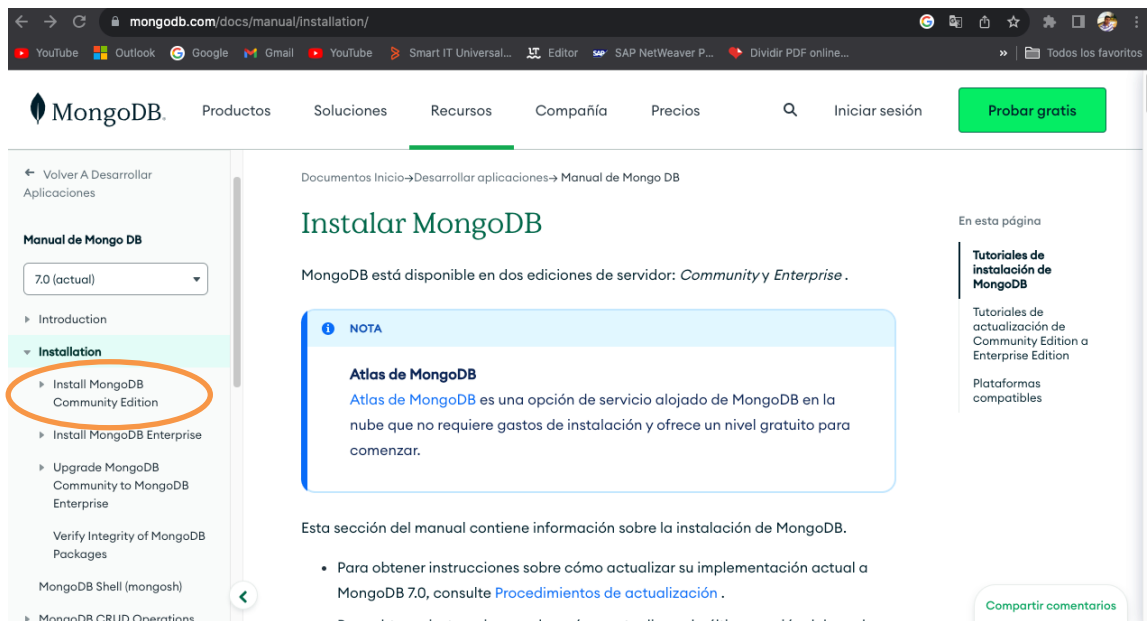 mongodb.com/docs/manual/installation/
YouTube Outlook Google Gmail YouTube Smart IT Universal... Editor SAP SAP NetWeaver P... Dividir PDF online... » Todos los favoritos
MongoDB. Productos Soluciones Recursos Compañía Precios Iniciar sesión Probar gratis
← Volver A Desarrollar
Aplicaciones
Manual de Mongo DB
7.0 (actual)
Introduction
Installation
Install MongoDB
Community Edition
Install MongoDB Enterprise
Upgrade MongoDB
Community to MongoDB
Enterprise
Verify Integrity of MongoDB
Packages
MongoDB Shell (mongosh)
MongoDB CRUD Operations
Documentos Inicio→Desarrollar aplicaciones→ Manual de Mongo DB
Instalar MongoDB
MongoDB está disponible en dos ediciones de servidor: Community y Enterprise .
NOTA
Atlas de MongoDB
Atlas de MongoDB es una opción de servicio alojado de MongoDB en la
nube que no requiere gastos de instalación y ofrece un nivel gratuito para
comenzar.
Esta sección del manual contiene información sobre la instalación de MongoDB.
• Para obtener instrucciones sobre cómo actualizar su implementación actual a
MongoDB 7.0, consulte Procedimientos de actualización .
En esta página
Tutoriales de
instalación de
MongoDB
Tutoriales de
actualización de
Community Edition a
Enterprise Edition
Plataformas
compatibles
Compartir comentarios